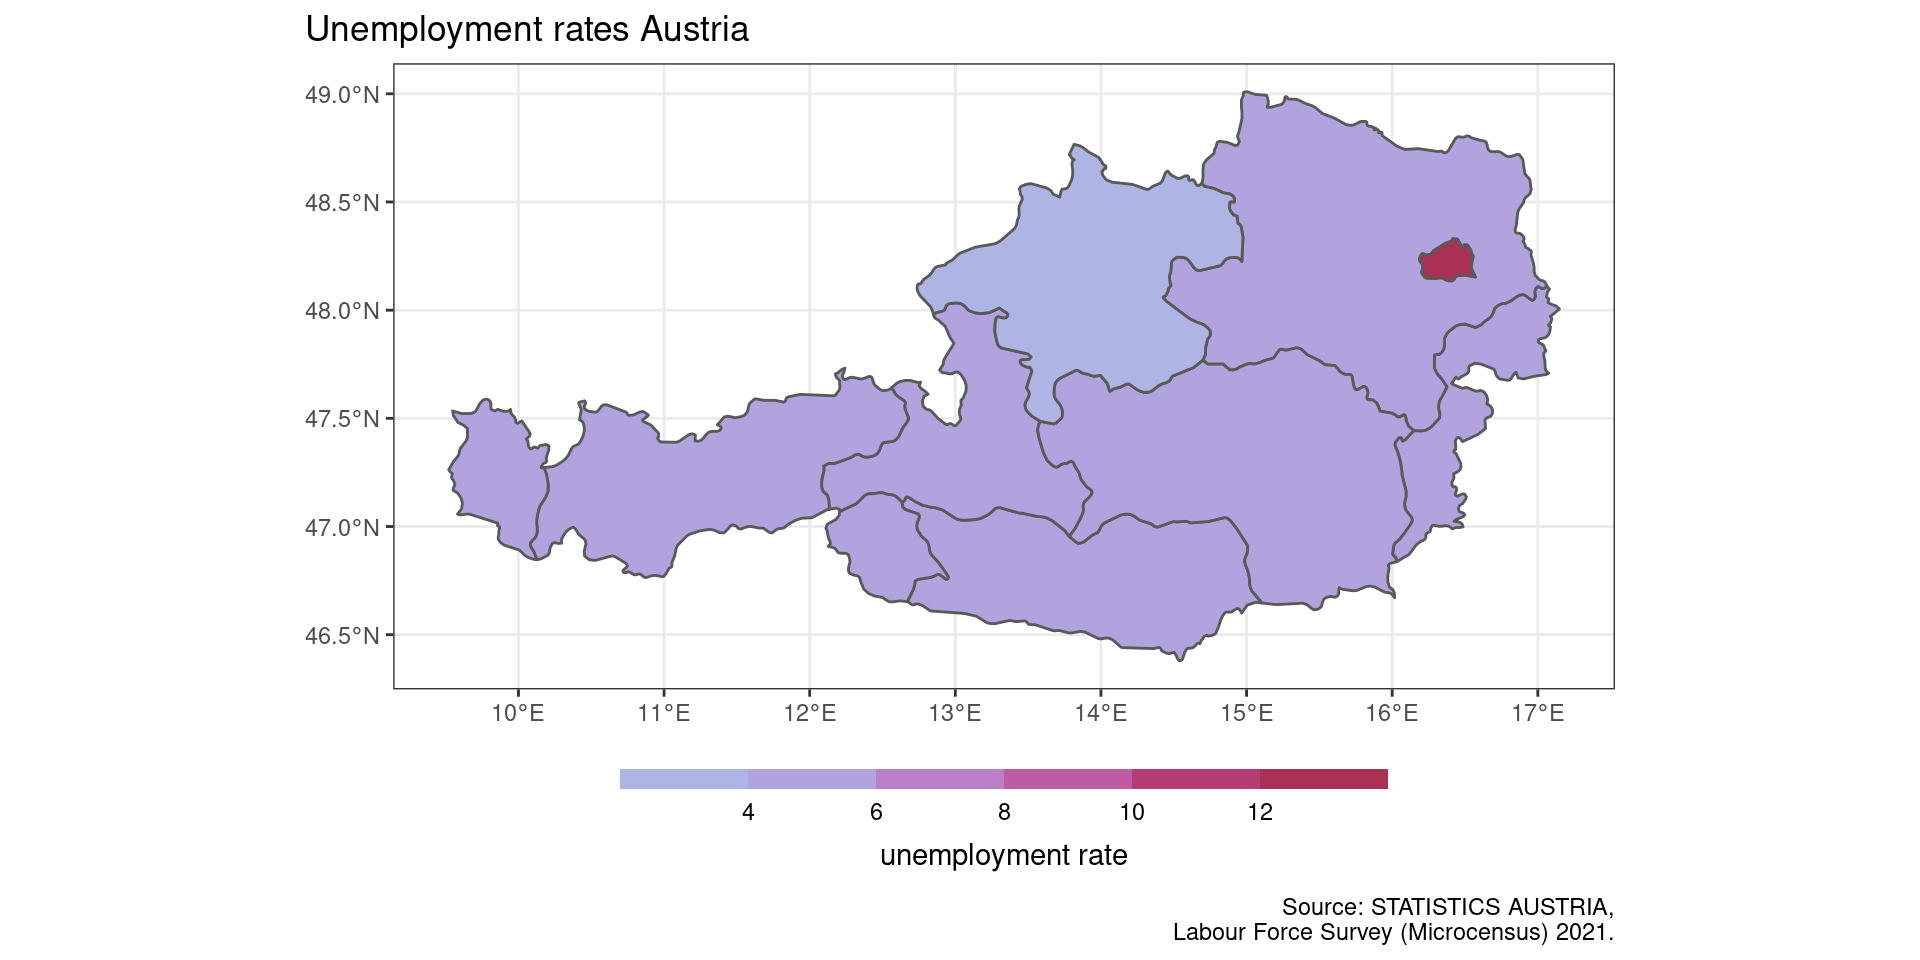 Unemployment rates Austria
49.0°N
48.5°N
48.0°N
47.5°N
47.0°N
46.5°N
10°E 11°E 12°E 13°E 14°E 15°E 16°E 17°E
4 6 8 10 12
unemployment rate
Source: STATISTICS AUSTRIA,
Labour Force Survey (Microcensus) 2021.